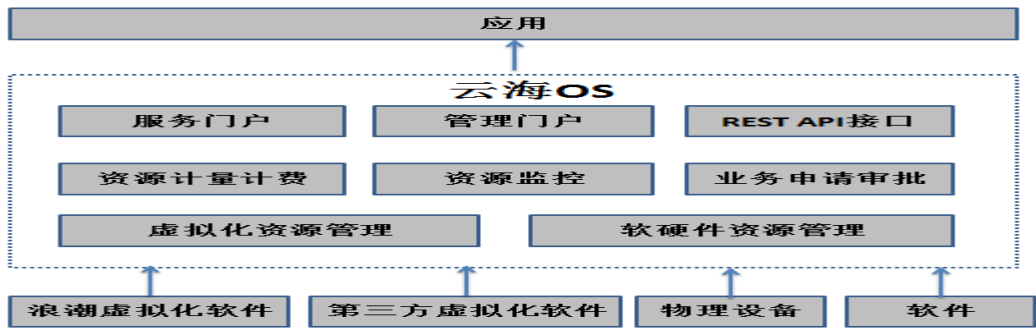 应用
云海OS
服务门户 管理门户 REST API接口
资源计量计费 资源监控 业务申请审批
虚拟化资源管理 软硬件资源管理
浪潮虚拟化软件 第三方虚拟化软件 物理设备 软件